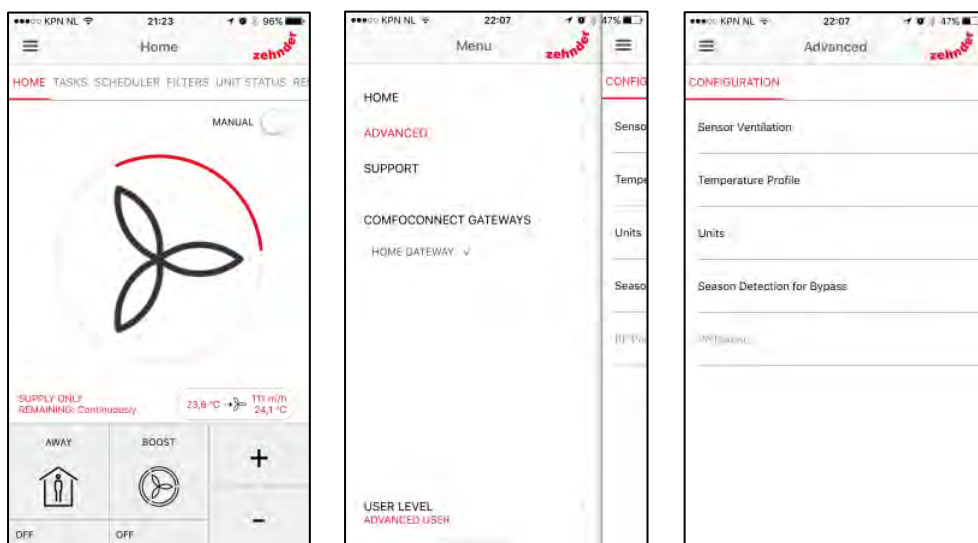 ●●●○○ KPN NL 21:23 96%
Home
zehnder
HOME TASKS SCHEDULER FILTERS UNIT STATUS RE
MANUAL
SUPPLY ONLY
REMAINING: Continuously
23,6 °C 111 m³/h
24,1 °C
AWAY BOOST
+
OFF OFF
-
●●●○○ KPN NL 22:07 47%
Menu
zehnder
HOME
ADVANCED
SUPPORT
COMFOCONNECT GATEWAYS
HOME GATEWAY ✓
USER LEVEL
ADVANCED USER
CONFIG
Senso
Tempe
Units
Seaso
●●●○○ KPN NL 22:07 47%
Advanced
zehnder
CONFIGURATION
Sensor Ventilation
Temperature Profile
Units
Season Detection for Bypass